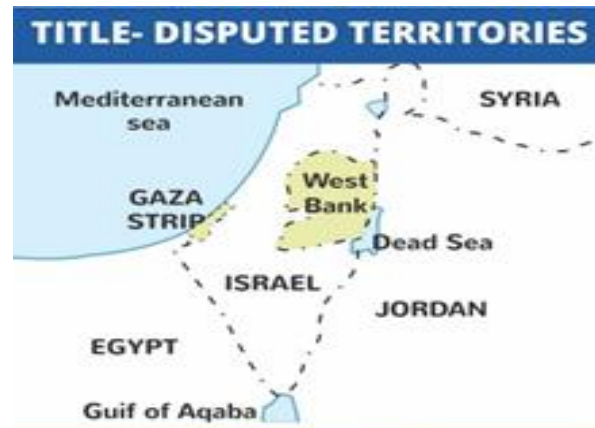 TITLE- DISPUTED TERRITORIES
Mediterranean
sea
SYRIA
GAZA
STRIP
West
Bank
Dead Sea
ISRAEL
JORDAN
EGYPT
Guif of Aqaba